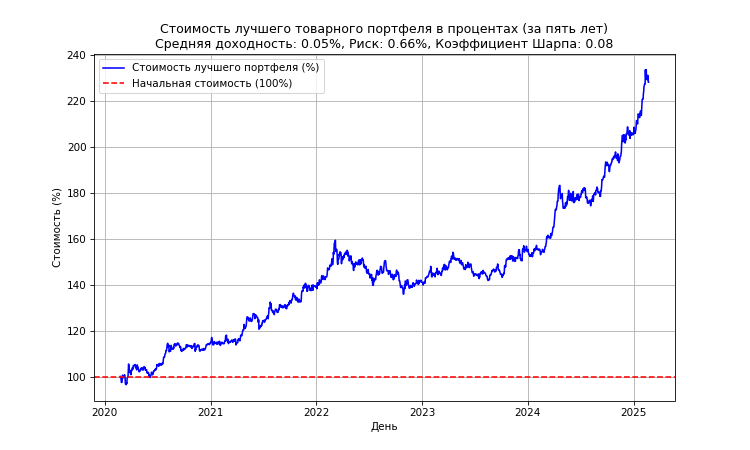 Стоимость лучшего товарного портфеля в процентах (за пять лет)
Средняя доходность: 0.05%, Риск: 0.66%, Коэффициент Шарпа: 0.08
240
Стоимость лучшего портфеля (%)
Начальная стоимость (100%)
220
200
180
160
140
120
100
Стоимость (%)
2020
2021
2022
2023
2024
2025
День